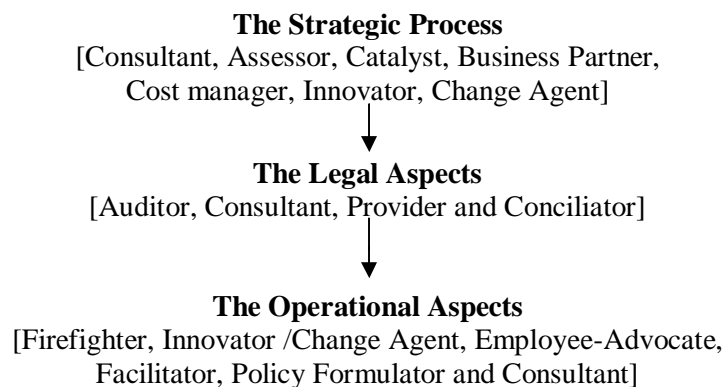 The Strategic Process
[Consultant, Assessor, Catalyst, Business Partner,
Cost manager, Innovator, Change Agent]
The Legal Aspects
[Auditor, Consultant, Provider and Conciliator]
The Operational Aspects
[Firefighter, Innovator /Change Agent, Employee-Advocate,
Facilitator, Policy Formulator and Consultant]